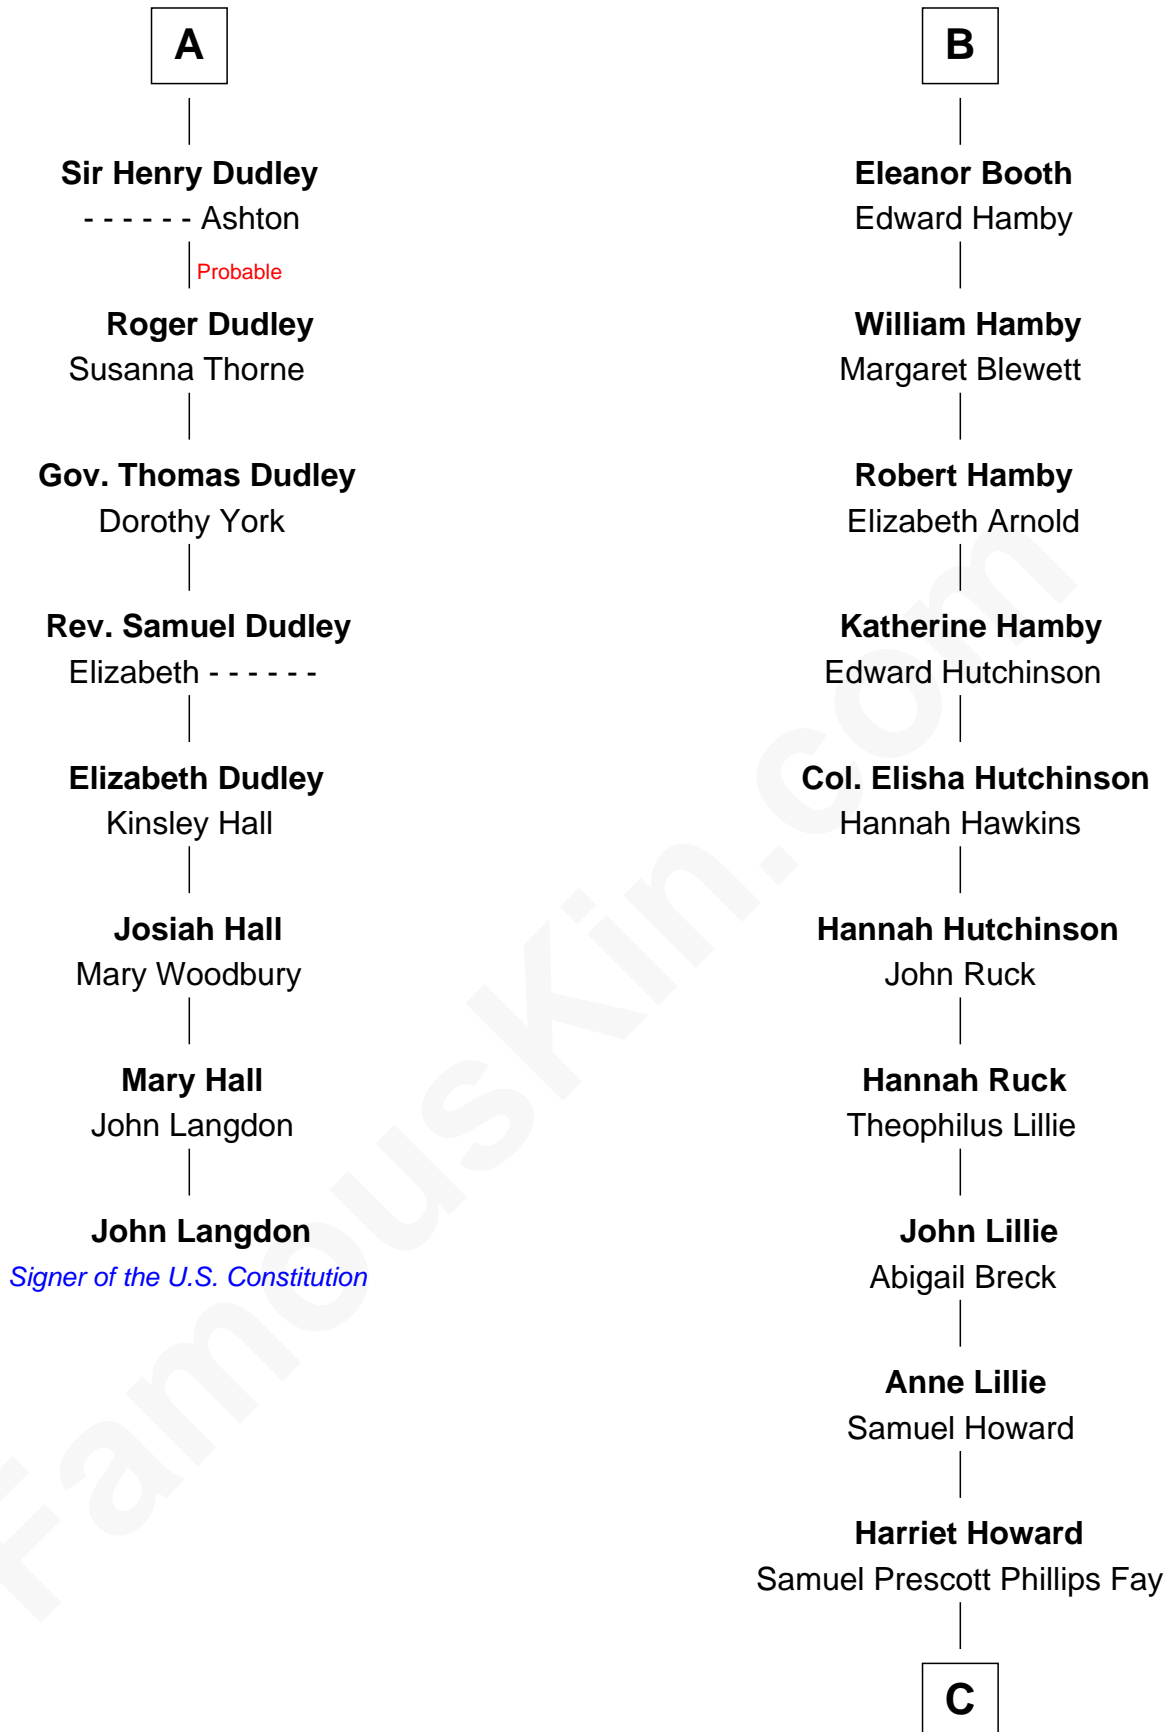 A
Sir Henry Dudley
- - - - - - Ashton
Probable
Roger Dudley
Susanna Thorne
Gov. Thomas Dudley
Dorothy York
Rev. Samuel Dudley
Elizabeth - - - - - -
Elizabeth Dudley
Kinsley Hall
Josiah Hall
Mary Woodbury
Mary Hall
John Langdon
John Langdon
Signer of the U.S. Constitution
B
Eleanor Booth
Edward Hamby
William Hamby
Margaret Blewett
Robert Hamby
Elizabeth Arnold
Katherine Hamby
Edward Hutchinson
Col. Elisha Hutchinson
Hannah Hawkins
Hannah Hutchinson
John Ruck
Hannah Ruck
Theophilus Lillie
John Lillie
Abigail Breck
Anne Lillie
Samuel Howard
Harriet Howard
Samuel Prescott Phillips Fay
C
FamousKin.com